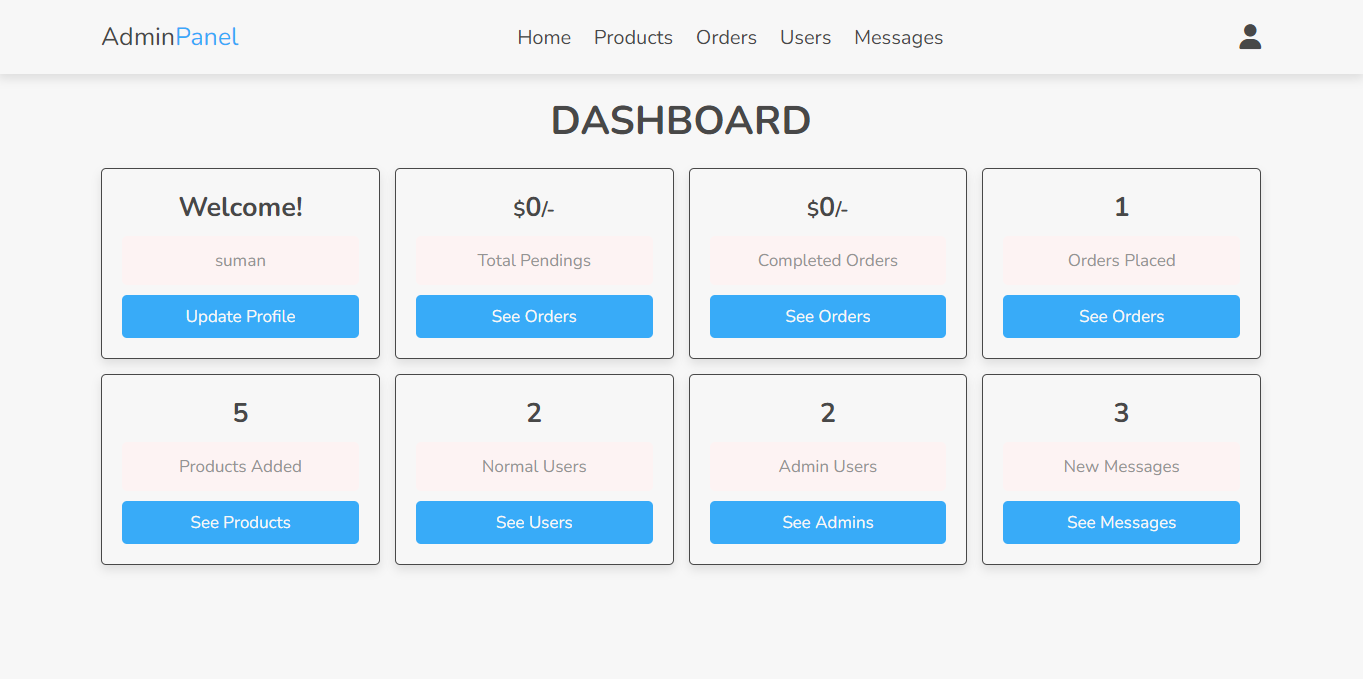 AdminPanel
Home Products Orders Users Messages
DASHBOARD
Welcome!
suman
Update Profile
$0/-
Total Pendings
See Orders
$0/-
Completed Orders
See Orders
1
Orders Placed
See Orders
5
Products Added
See Products
2
Normal Users
See Users
2
Admin Users
See Admins
3
New Messages
See Messages